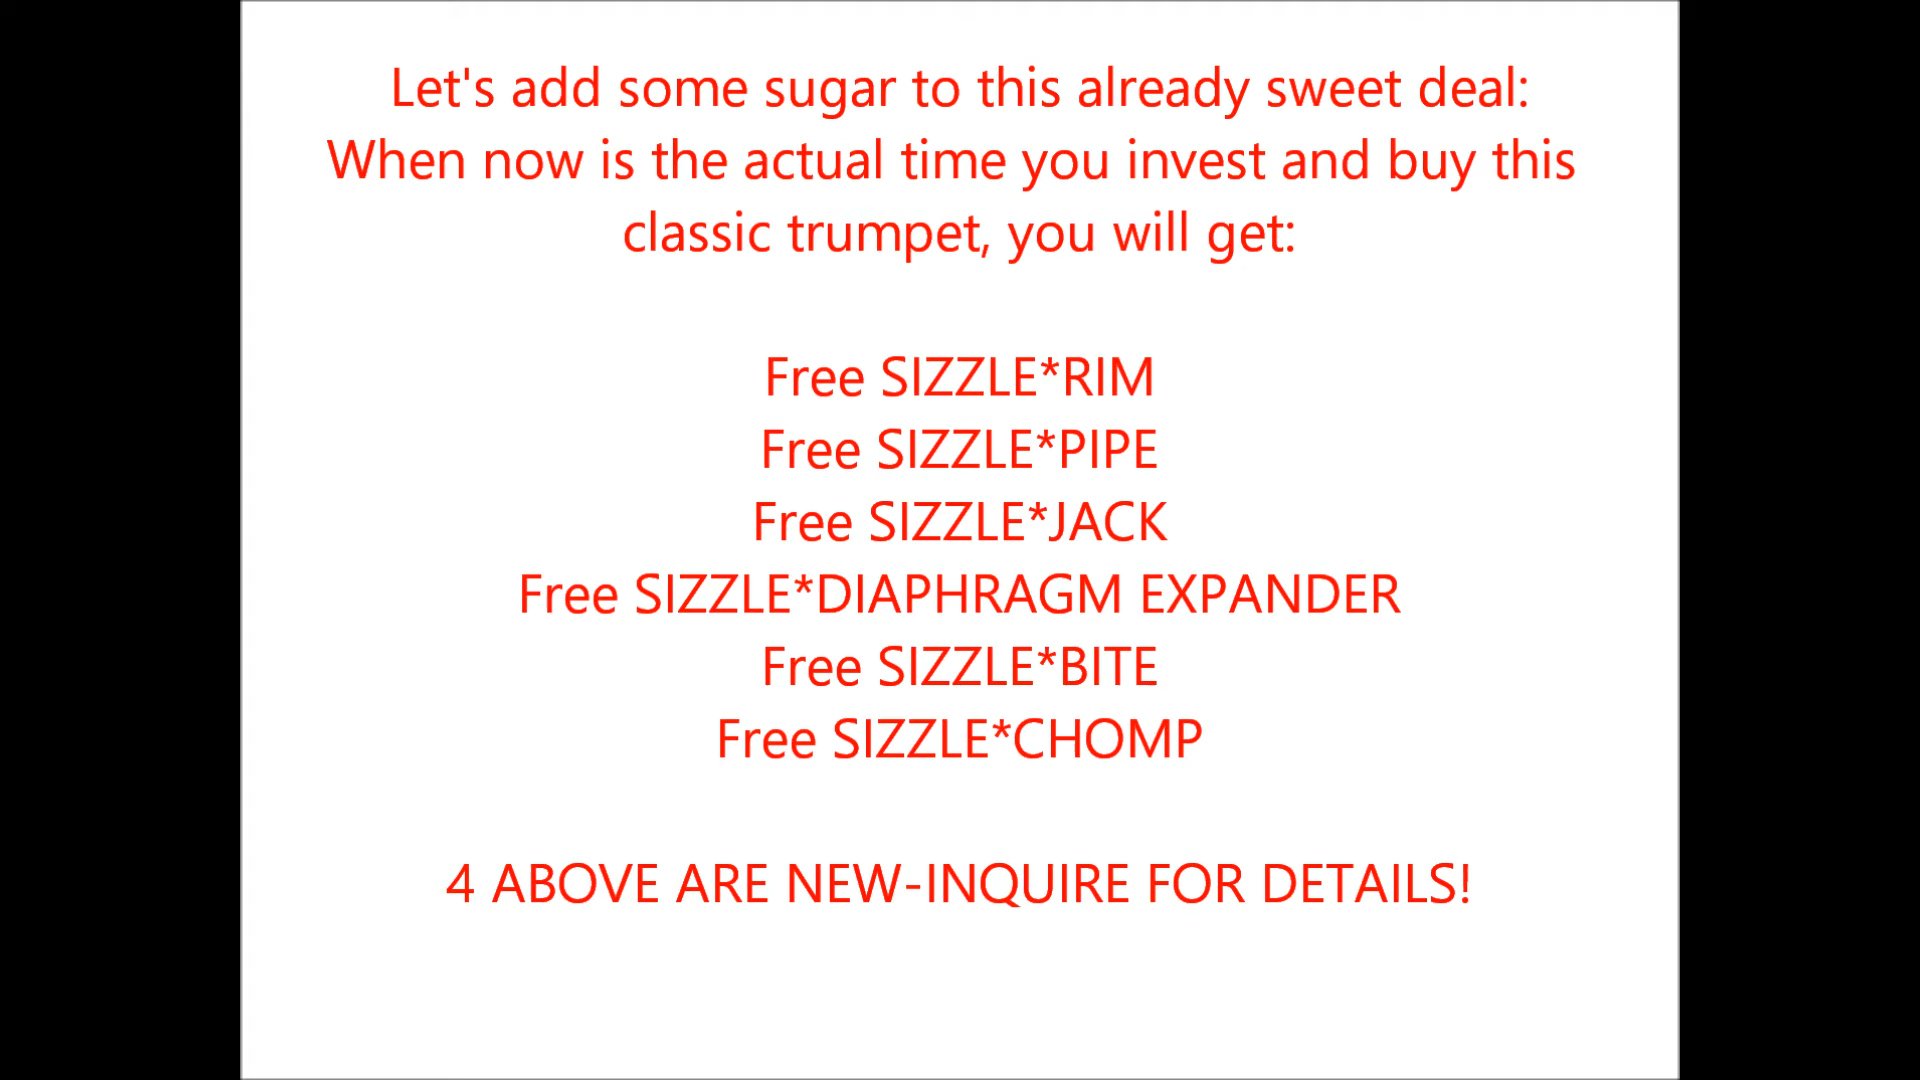 Let's add some sugar to this already sweet deal:
When now is the actual time you invest and buy this
classic trumpet, you will get:
Free SIZZLE*RIM
Free SIZZLE*PIPE
Free SIZZLE*JACK
Free SIZZLE*DIAPHRAGM EXPANDER
Free SIZZLE*BITE
Free SIZZLE*CHOMP
4 ABOVE ARE NEW-INQUIRE FOR DETAILS!